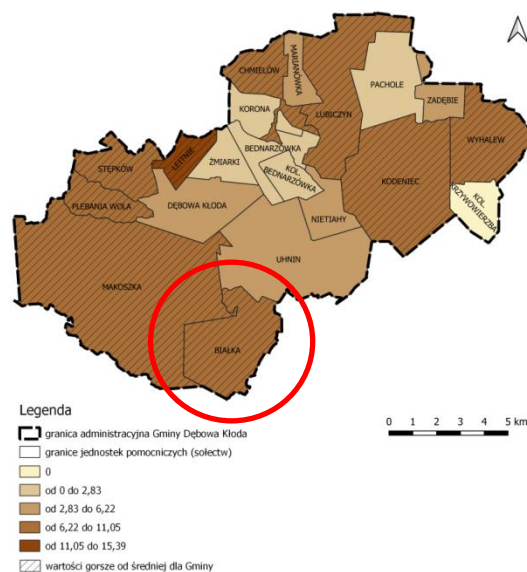 MARIANÓWKA
CHMIELÓW
PACHOLE
ZADĘBIE
KORONA
LUBICZYN
WYHALEW
LEITNIE
BEDNARZÓWKA
STĘPKÓW
ŻMIARKI
KOL. BEDNARZÓWKA
KODENIEC
KOL. KRZYWOWIERZBA
PLEBANIA WOLA
DĘBOWA KŁODA
NIETIAHY
UHNIN
MAKOSZKA
BIAŁKA
Legenda
granica administracyjna Gminy Dębowa Kłoda
granice jednostek pomocniczych (sołectw)
0
od 0 do 2,83
od 2,83 do 6,22
od 6,22 do 11,05
od 11,05 do 15,39
wartości gorsze od średniej dla Gminy
0 1 2 3 4 5 km